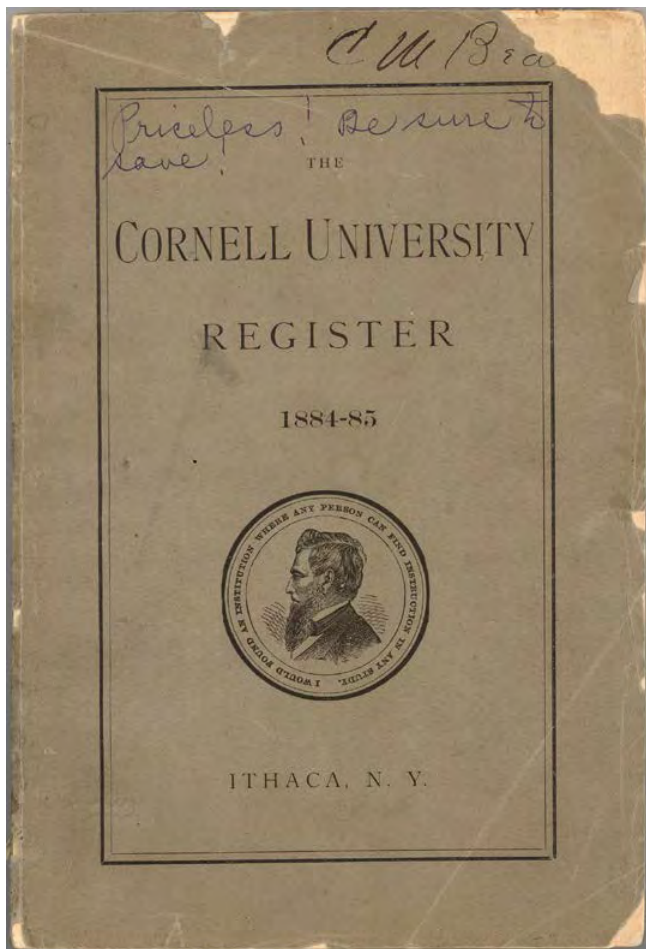 C M Bea
Priceless! Be sure to
save!
THE
CORNELL UNIVERSITY
REGISTER
1884-85
I WOULD FOUND AN INSTITUTION WHERE ANY PERSON CAN FIND INSTRUCTION IN ANY STUDY.
ITHACA, N. Y.